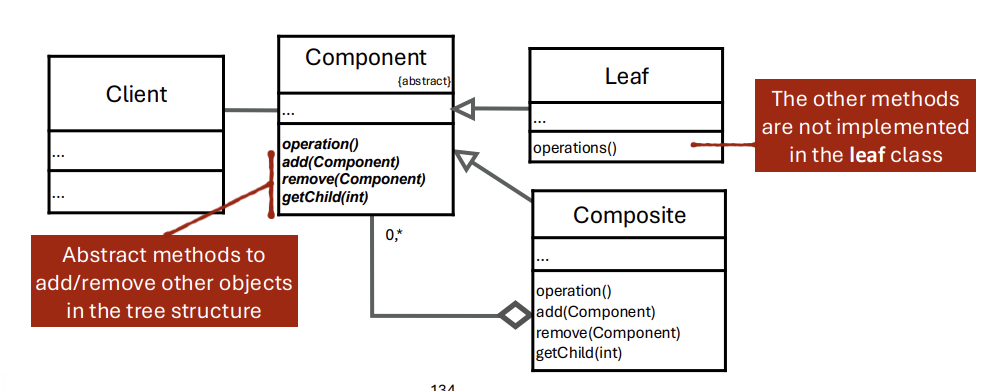 Client
...
...
Component
{abstract}
...
operation()
add(Component)
remove(Component)
getChild(int)
Leaf
...
operations()
The other methods
are not implemented
in the leaf class
Abstract methods to
add/remove other objects
in the tree structure
0,*
Composite
...
operation()
add(Component)
remove(Component)
getChild(int)
134